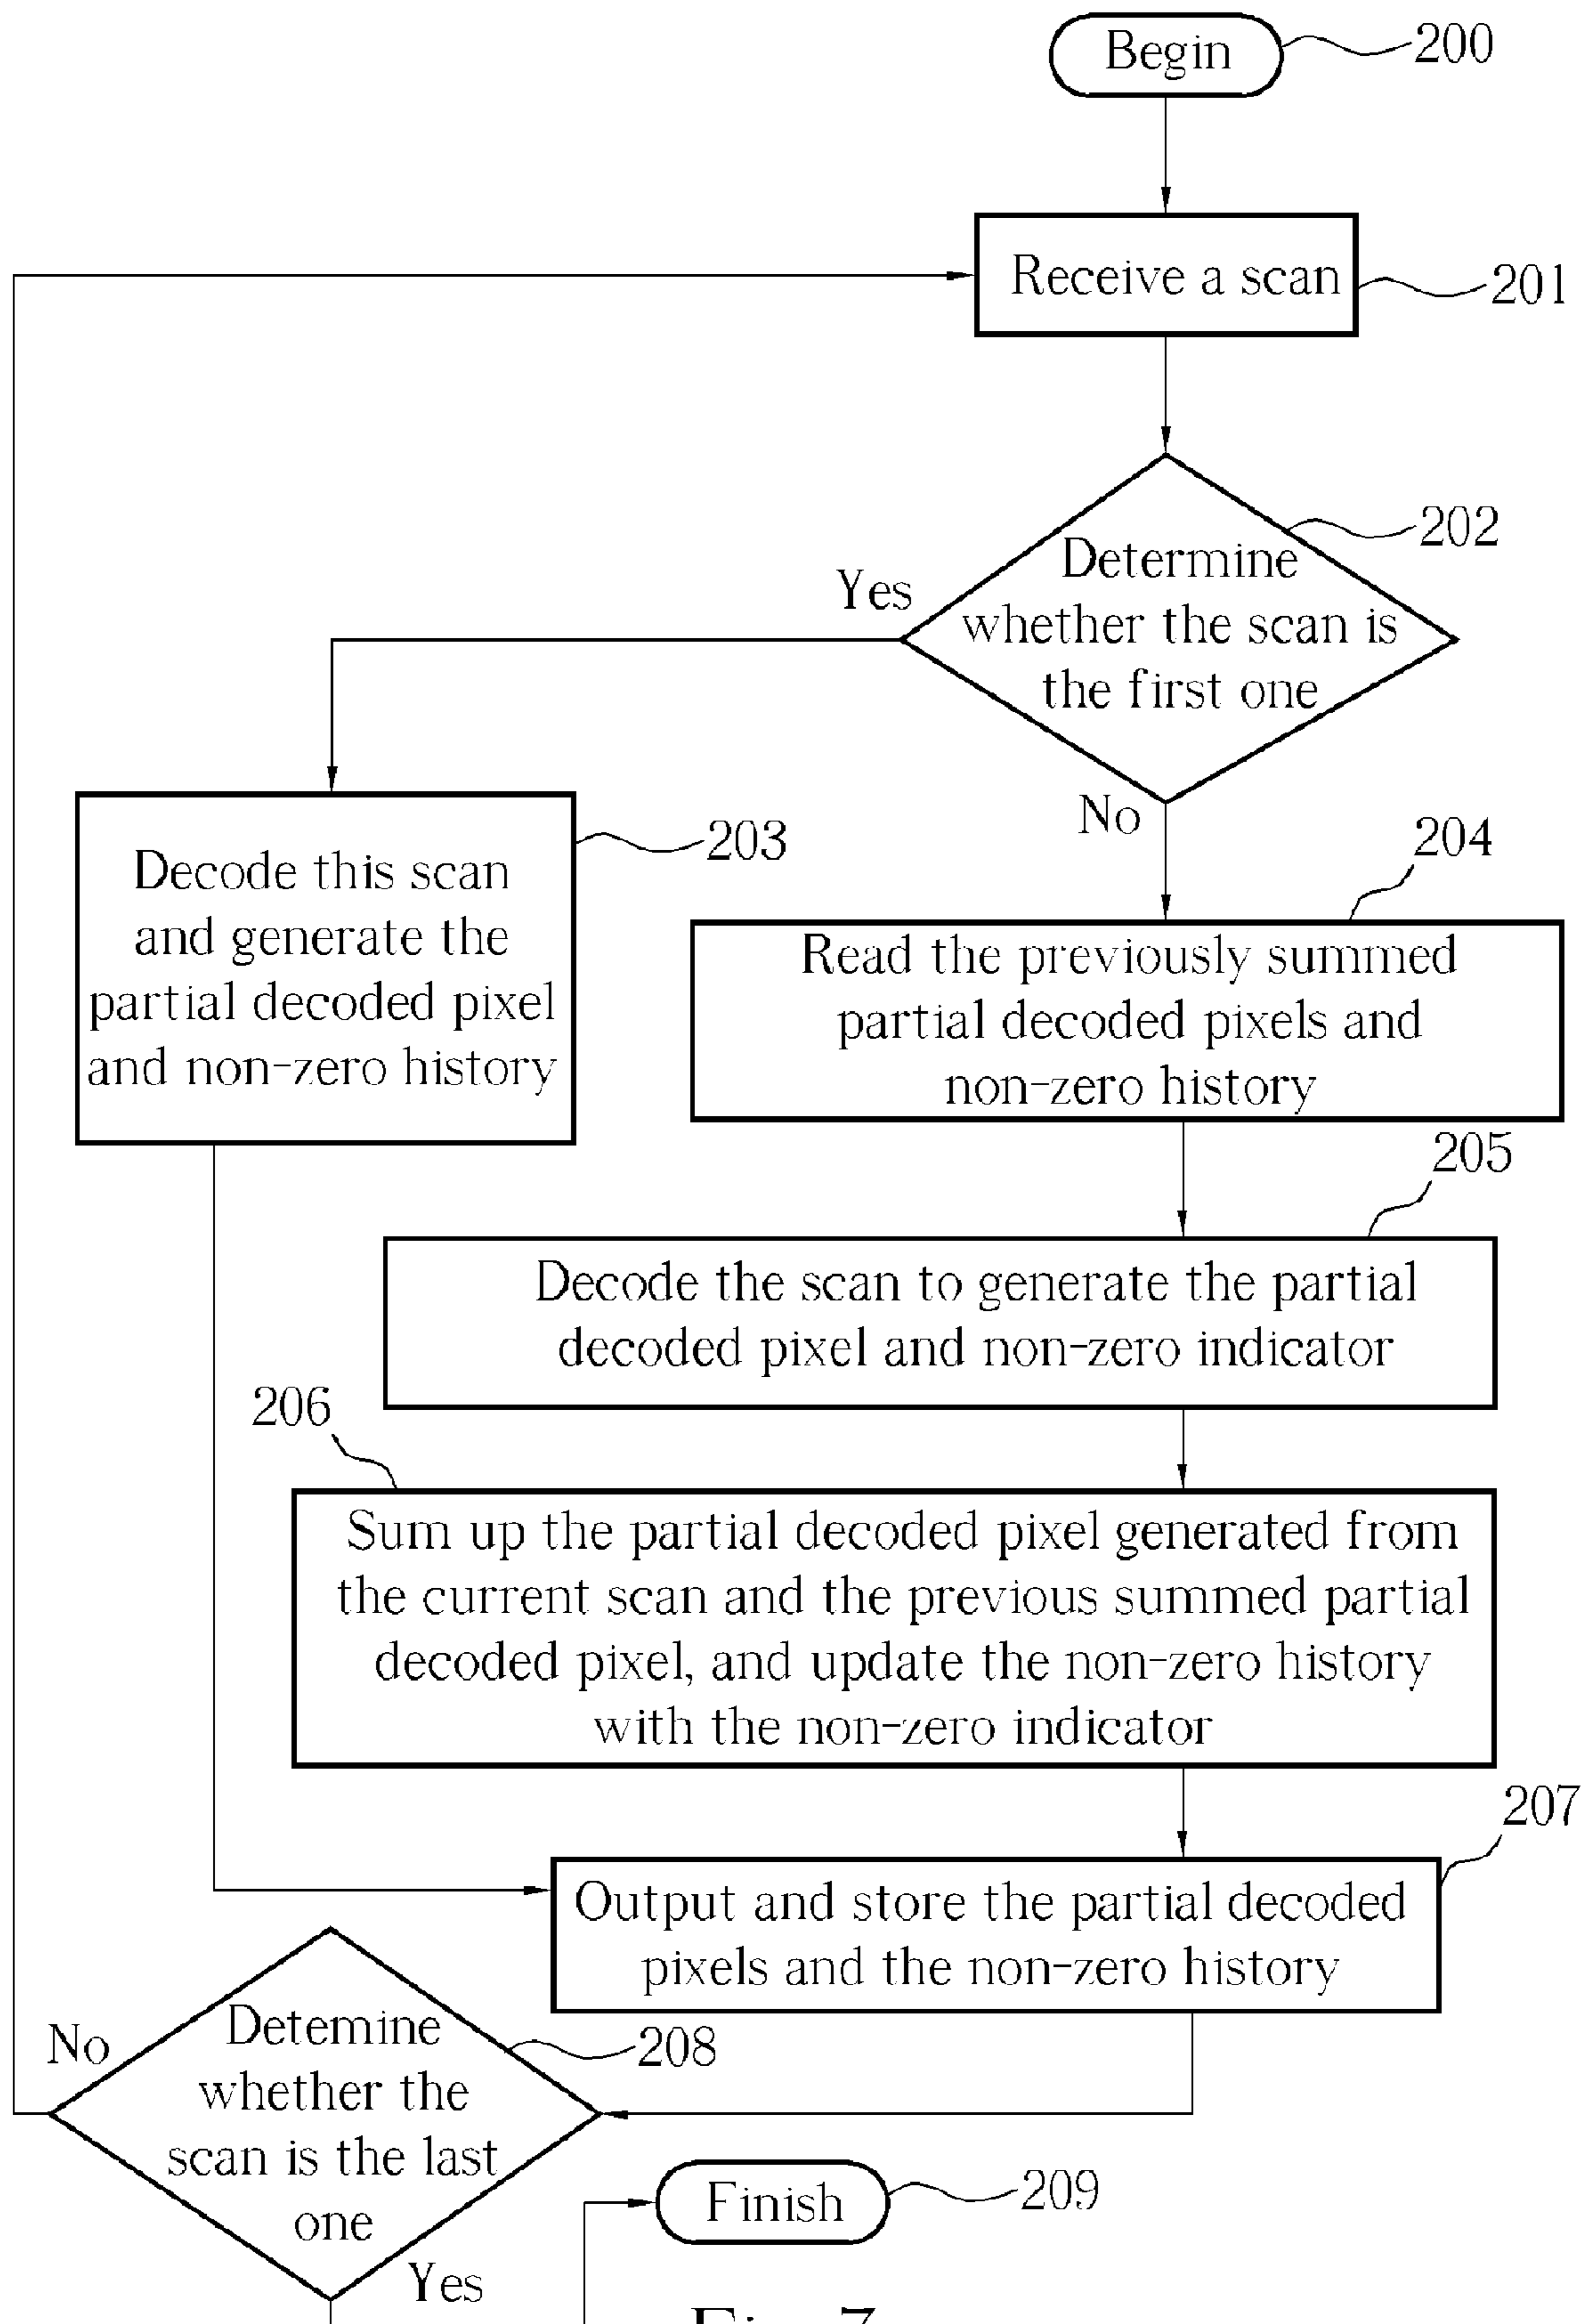 Begin
200
Receive a scan
201
202
Determine
whether the scan is
the first one
Yes
No
203
Decode this scan
and generate the
partial decoded pixel
and non-zero history
204
Read the previously summed
partial decoded pixels and
non-zero history
205
Decode the scan to generate the partial
decoded pixel and non-zero indicator
206
Sum up the partial decoded pixel generated from
the current scan and the previous summed partial
decoded pixel, and update the non-zero history
with the non-zero indicator
207
Output and store the partial decoded
pixels and the non-zero history
No
Detemine
whether the
scan is the last
one
208
Yes
Finish
209